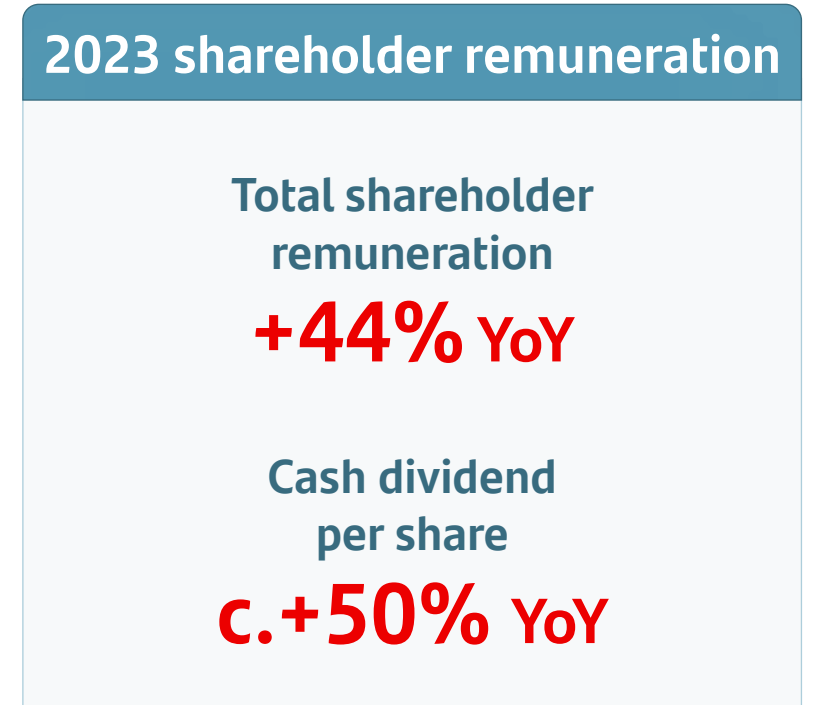 2023 shareholder remuneration
Total shareholder
remuneration
+44% YoY
Cash dividend
per share
c.+50% YoY